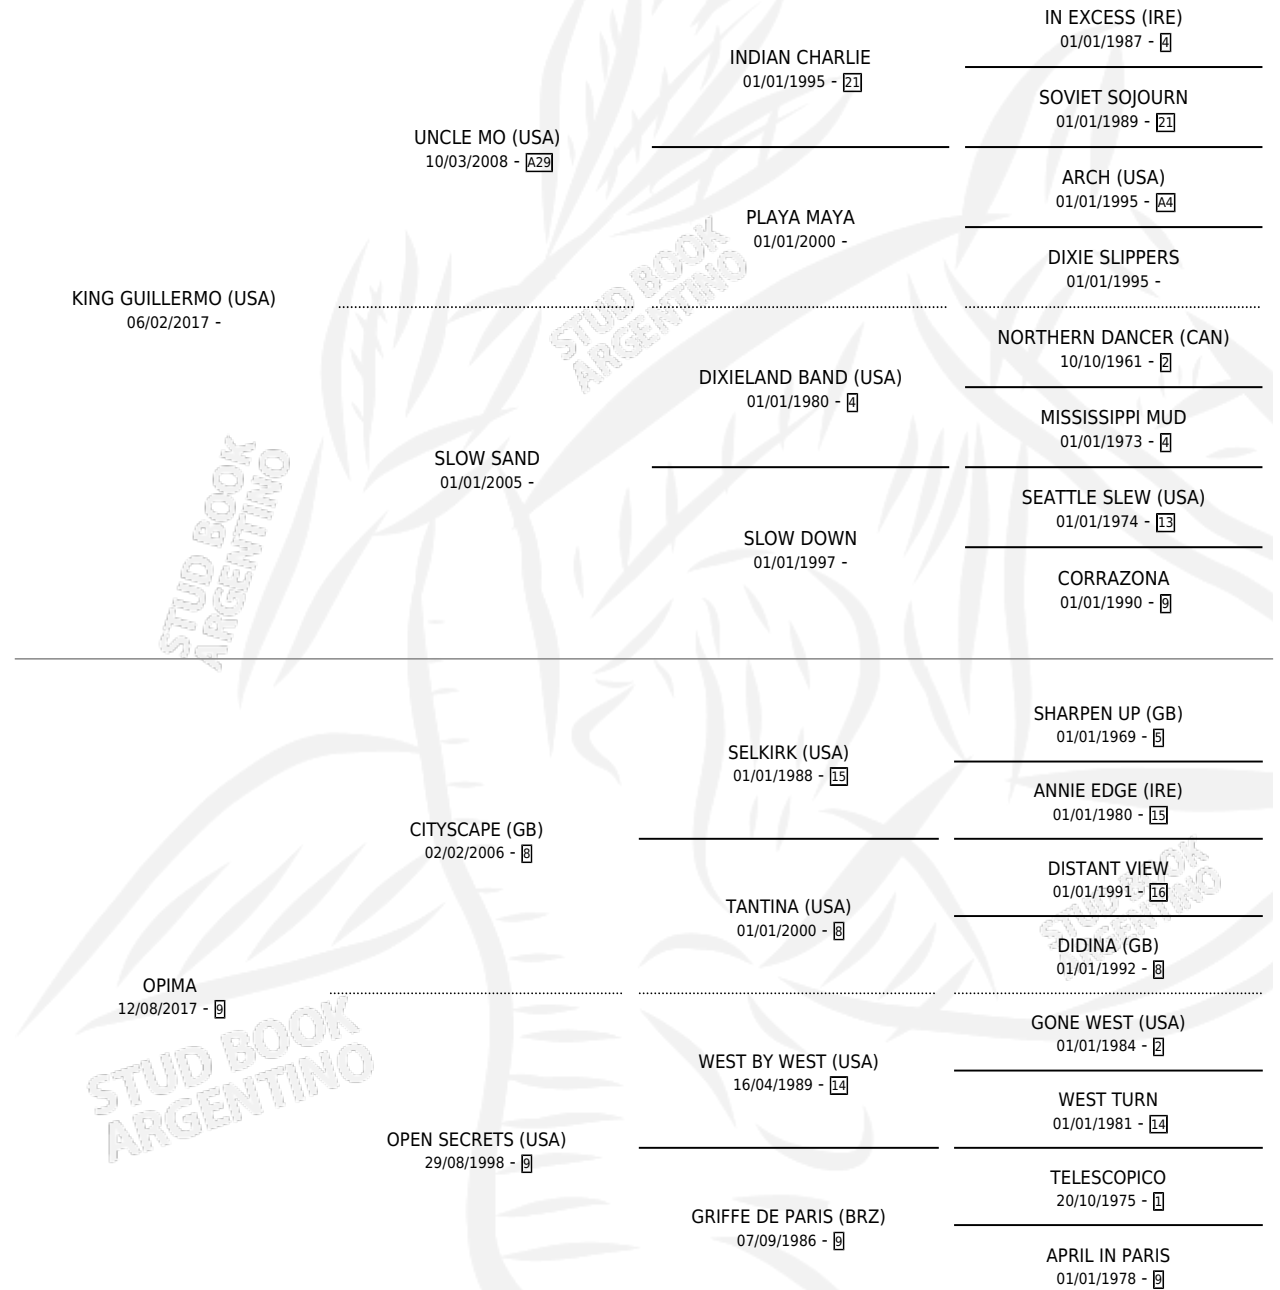 IN EXCESS (IRE)
01/01/1987 - 4
INDIAN CHARLIE
01/01/1995 - 21
SOVIET SOJOURN
01/01/1989 - 21
UNCLE MO (USA)
10/03/2008 - A29
ARCH (USA)
01/01/1995 - A4
PLAYA MAYA
01/01/2000 -
DIXIE SLIPPERS
01/01/1995 -
KING GUILLERMO (USA)
06/02/2017 -
NORTHERN DANCER (CAN)
10/10/1961 - 2
DIXIELAND BAND (USA)
01/01/1980 - 4
MISSISSIPPI MUD
01/01/1973 - 4
SLOW SAND
01/01/2005 -
SEATTLE SLEW (USA)
01/01/1974 - 13
SLOW DOWN
01/01/1997 -
CORRAZONA
01/01/1990 - 9
SHARPEN UP (GB)
01/01/1969 - 5
SELKIRK (USA)
01/01/1988 - 15
ANNIE EDGE (IRE)
01/01/1980 - 15
CITYSCAPE (GB)
02/02/2006 - 8
DISTANT VIEW
01/01/1991 - 16
TANTINA (USA)
01/01/2000 - 8
DIDINA (GB)
01/01/1992 - 8
OPIMA
12/08/2017 - 9
GONE WEST (USA)
01/01/1984 - 2
WEST BY WEST (USA)
16/04/1989 - 14
WEST TURN
01/01/1981 - 14
OPEN SECRETS (USA)
29/08/1998 - 9
TELESCOPICO
20/10/1975 - 1
GRIFFE DE PARIS (BRZ)
07/09/1986 - 9
APRIL IN PARIS
01/01/1978 - 9
STUD BOOK
ARGENTINO
STUD BOOK
ARGENTINO
STUD BOOK
ARGENTINO
STUD BOOK
ARGENTINO